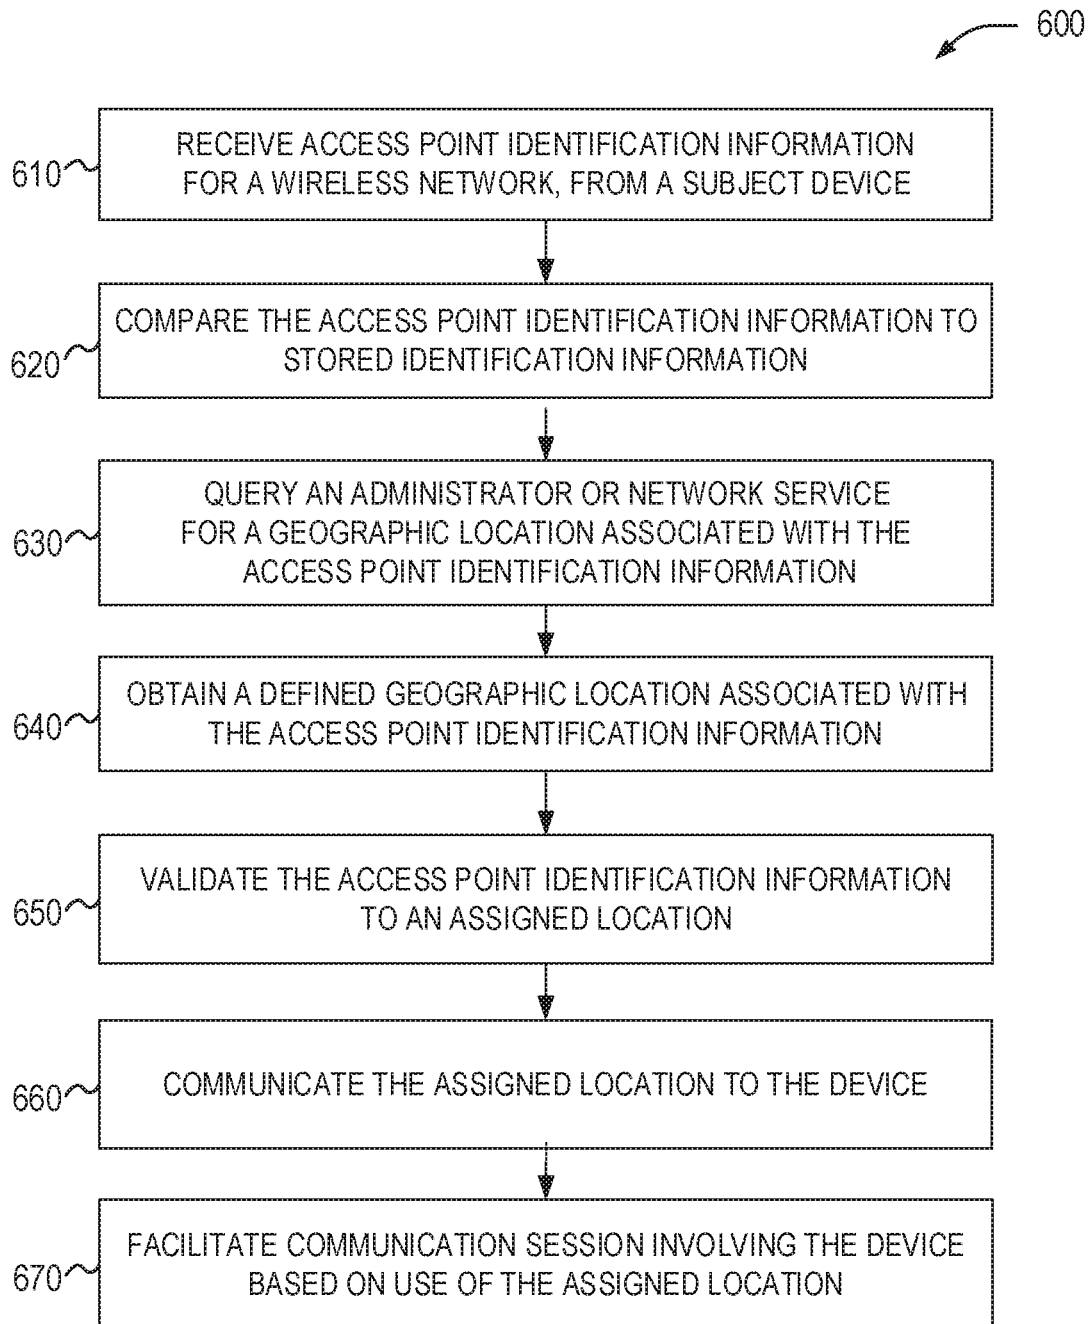 600
610
RECEIVE ACCESS POINT IDENTIFICATION INFORMATION
FOR A WIRELESS NETWORK, FROM A SUBJECT DEVICE
620
COMPARE THE ACCESS POINT IDENTIFICATION INFORMATION TO
STORED IDENTIFICATION INFORMATION
630
QUERY AN ADMINISTRATOR OR NETWORK SERVICE
FOR A GEOGRAPHIC LOCATION ASSOCIATED WITH THE
ACCESS POINT IDENTIFICATION INFORMATION
640
OBTAIN A DEFINED GEOGRAPHIC LOCATION ASSOCIATED WITH
THE ACCESS POINT IDENTIFICATION INFORMATION
650
VALIDATE THE ACCESS POINT IDENTIFICATION INFORMATION
TO AN ASSIGNED LOCATION
660
COMMUNICATE THE ASSIGNED LOCATION TO THE DEVICE
670
FACILITATE COMMUNICATION SESSION INVOLVING THE DEVICE
BASED ON USE OF THE ASSIGNED LOCATION